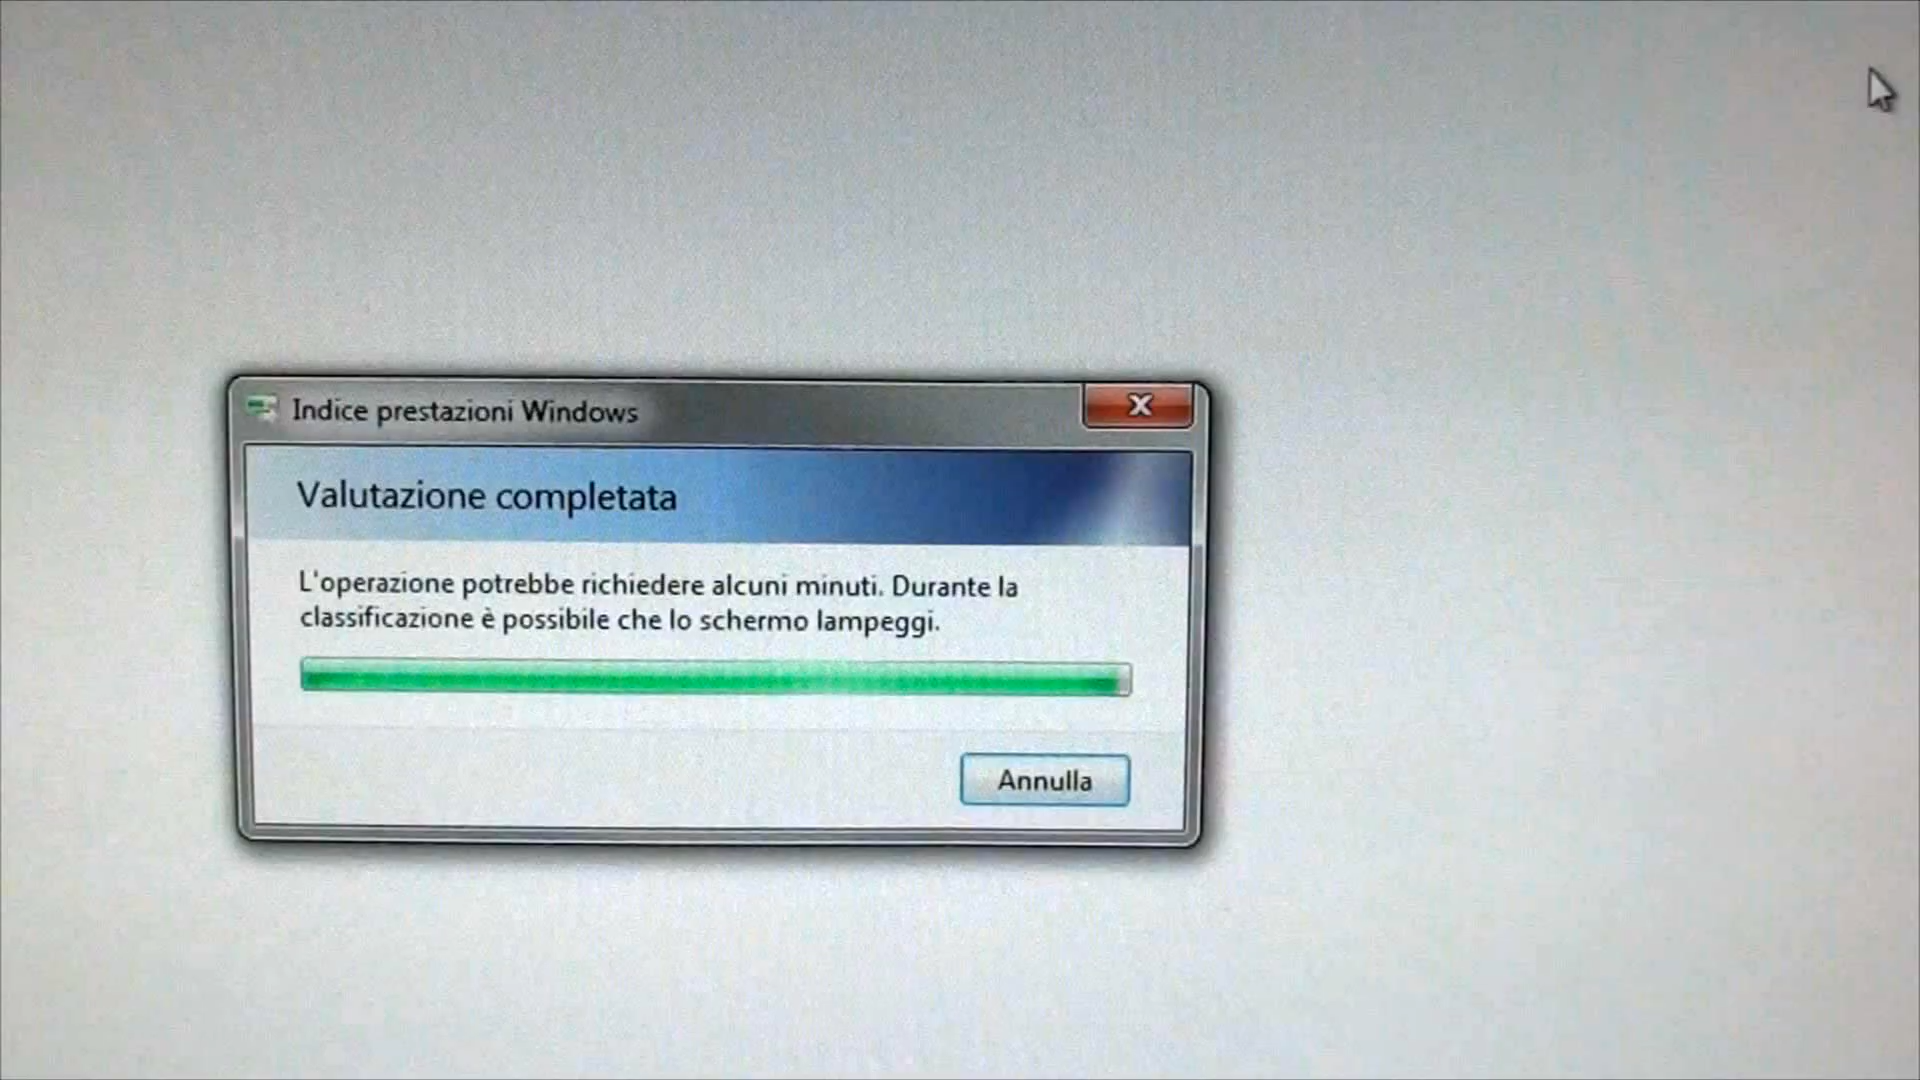 Indice prestazioni Windows
Valutazione completata
L'operazione potrebbe richiedere alcuni minuti. Durante la
classificazione è possibile che lo schermo lampeggi.
Annulla